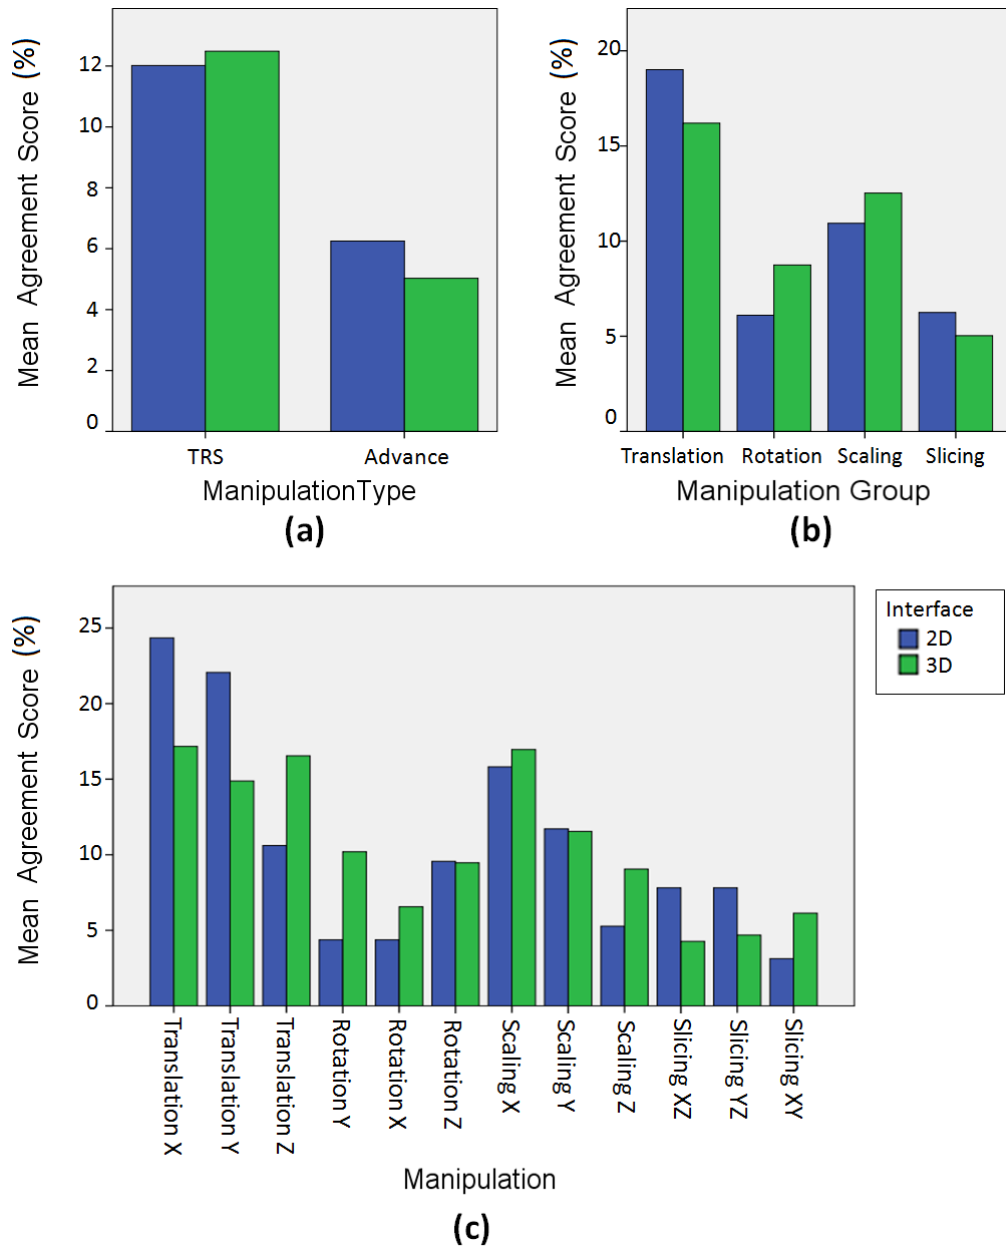 Mean Agreement Score (%)
12
10
8
6
4
2
0
TRS
Advance
ManipulationType
(a)
Mean Agreement Score (%)
20
15
10
5
0
Translation
Rotation
Scaling
Slicing
Manipulation Group
(b)
Mean Agreement Score (%)
25
20
15
10
5
0
Translation X
Translation Y
Translation Z
Rotation Y
Rotation X
Rotation Z
Scaling X
Scaling Y
Scaling Z
Slicing XZ
Slicing YZ
Slicing XY
Manipulation
(c)
Interface
2D
3D